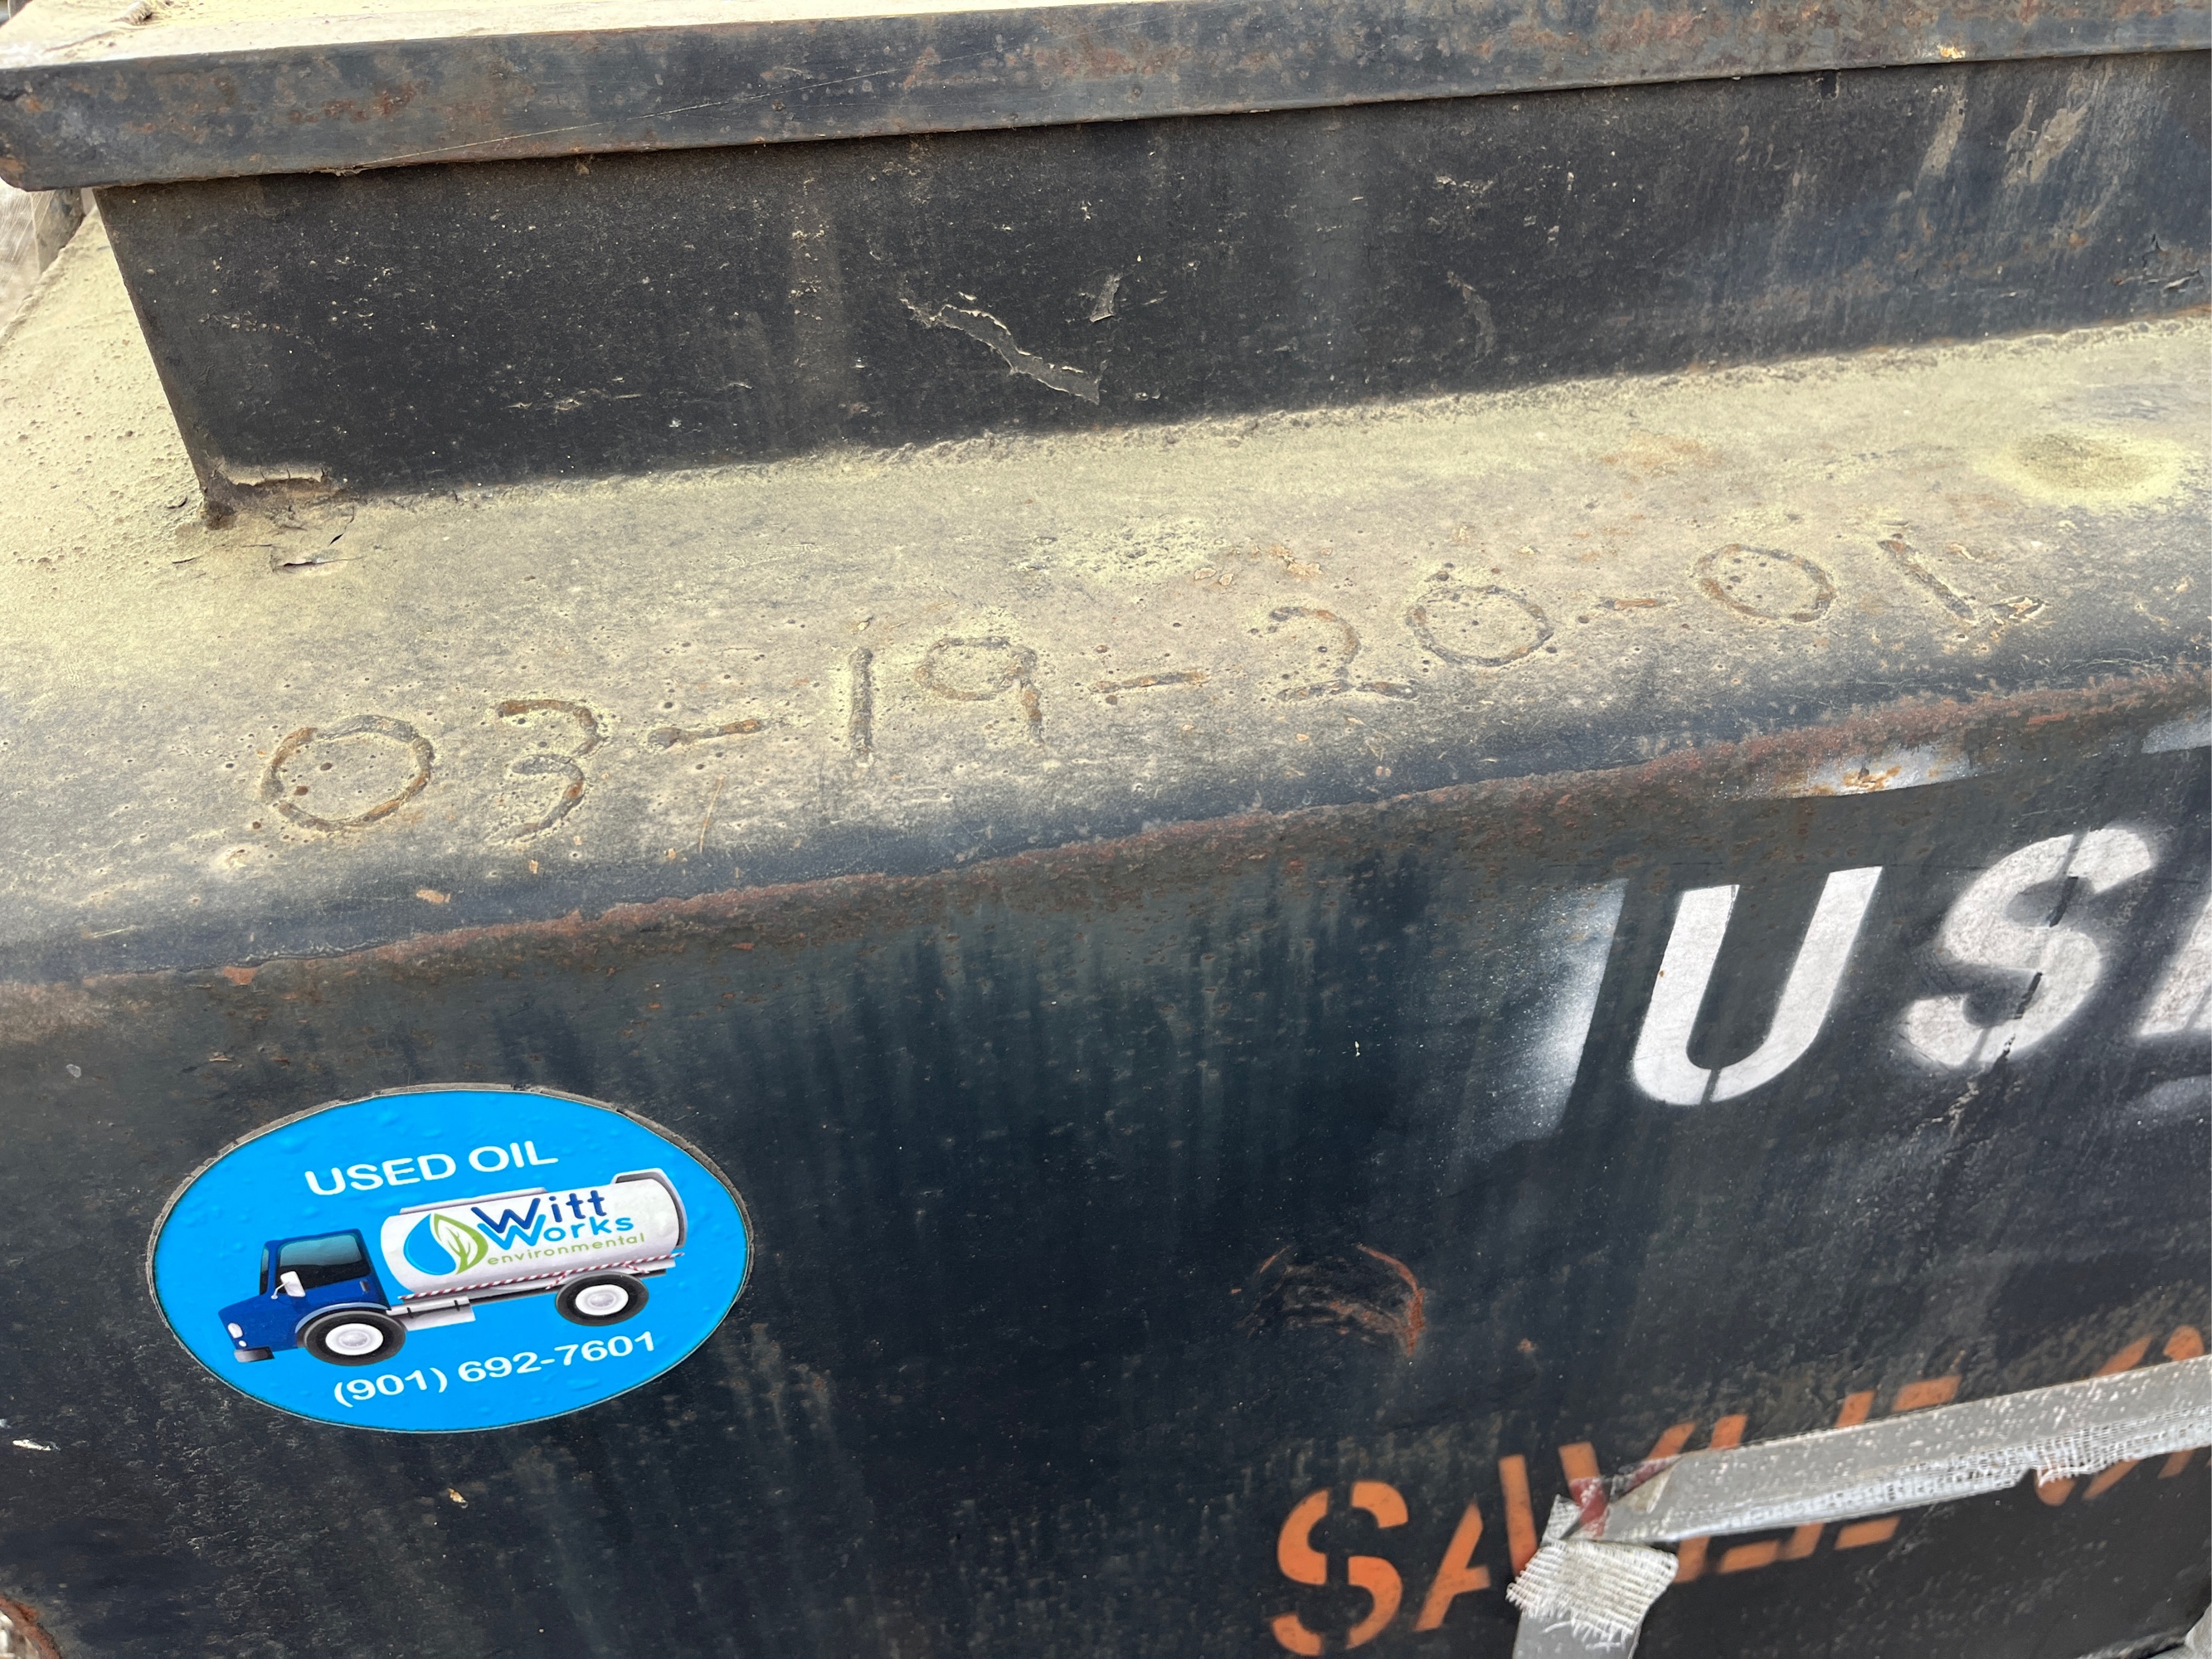 03-19-20-01
US
USED OIL
Witt
Works
environmental
(901) 692-7601